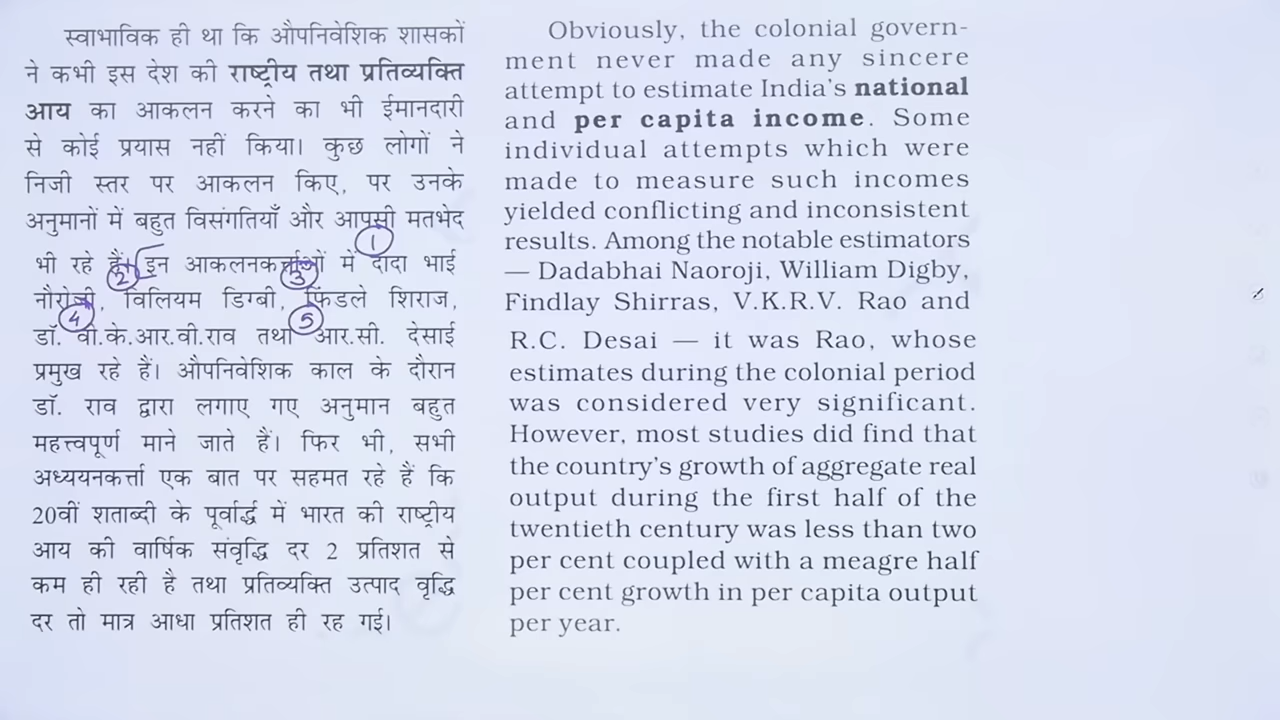 स्वाभाविक ही था कि औपनिवेशिक शासकों
ने कभी इस देश की राष्ट्रीय तथा प्रतिव्यक्ति
आय का आकलन करने का भी ईमानदारी
से कोई प्रयास नहीं किया। कुछ लोगों ने
निजी स्तर पर आकलन किए, पर उनके
अनुमानों में बहुत विसंगतियाँ और आपसी मतभेद
1
भी रहे हैं। इन आकलनकर्त्ताओं में दादा भाई
2 3
नौरोजी, विलियम डिग्बी, फिंडले शिराज,
4 5
डॉ. वी.के.आर.वी.राव तथा आर.सी. देसाई
प्रमुख रहे हैं। औपनिवेशिक काल के दौरान
डॉ. राव द्वारा लगाए गए अनुमान बहुत
महत्त्वपूर्ण माने जाते हैं। फिर भी, सभी
अध्ययनकर्त्ता एक बात पर सहमत रहे हैं कि
20वीं शताब्दी के पूर्वार्द्ध में भारत की राष्ट्रीय
आय की वार्षिक संवृद्धि दर 2 प्रतिशत से
कम ही रही है तथा प्रतिव्यक्ति उत्पाद वृद्धि
दर तो मात्र आधा प्रतिशत ही रह गई।
Obviously, the colonial govern-
ment never made any sincere
attempt to estimate India's national
and per capita income. Some
individual attempts which were
made to measure such incomes
yielded conflicting and inconsistent
results. Among the notable estimators
— Dadabhai Naoroji, William Digby,
Findlay Shirras, V.K.R.V. Rao and
R.C. Desai — it was Rao, whose
estimates during the colonial period
was considered very significant.
However, most studies did find that
the country's growth of aggregate real
output during the first half of the
twentieth century was less than two
per cent coupled with a meagre half
per cent growth in per capita output
per year.